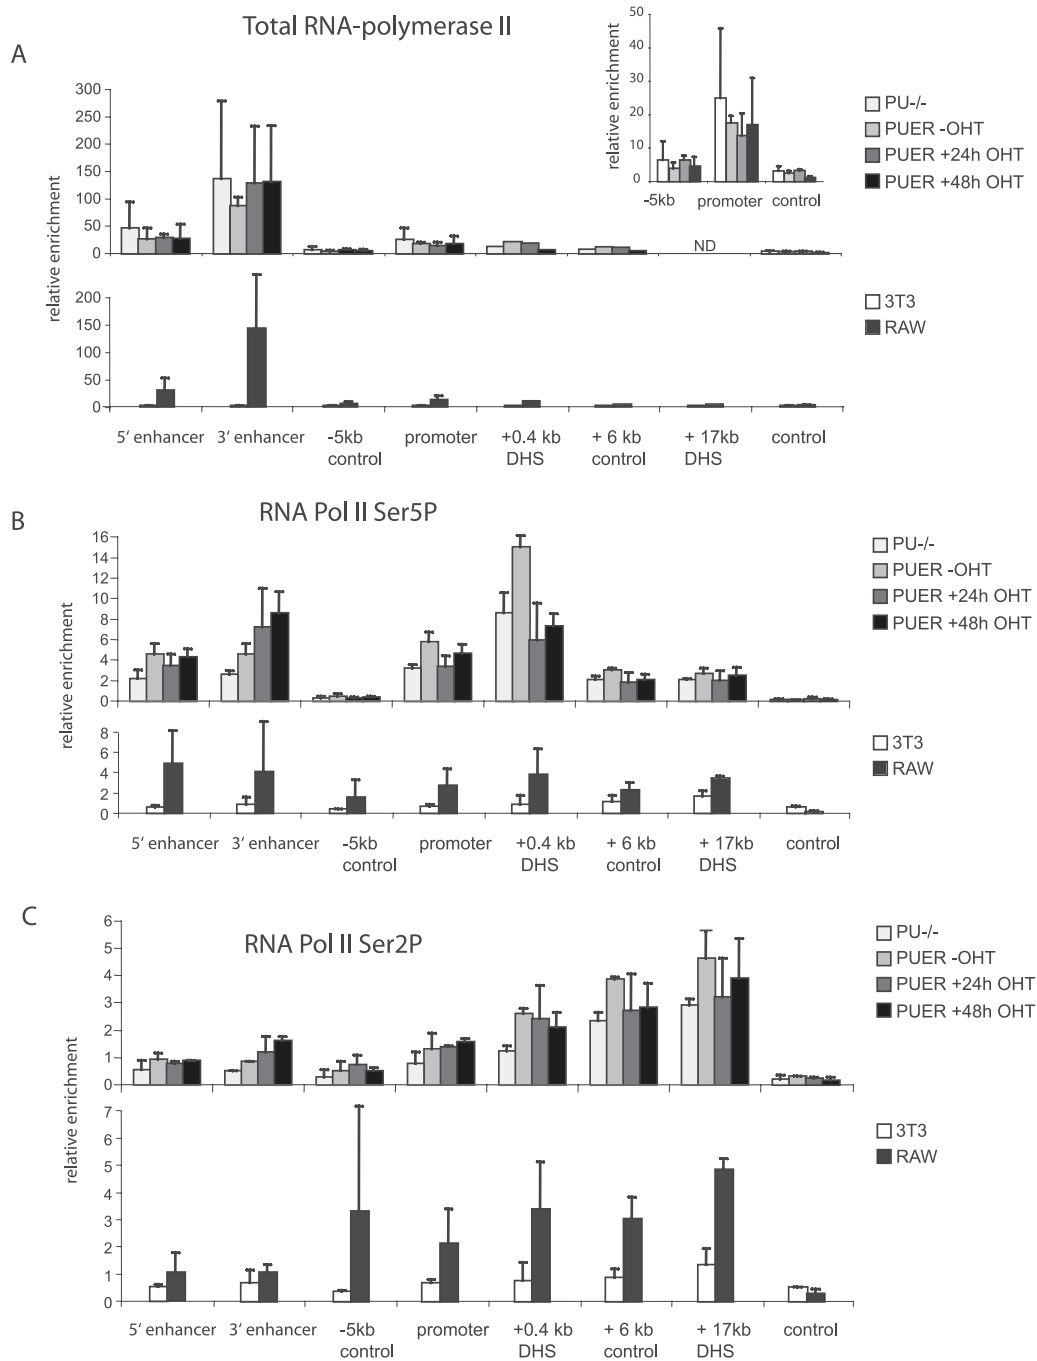 Total RNA-polymerase II
A
relative enrichment
50
40
30
20
10
0
-5kb promoter control
PU-/-
PUER -OHT
PUER +24h OHT
PUER +48h OHT
relative enrichment
300
250
200
150
100
50
0
ND
3T3
RAW
200
150
100
50
0
5‘ enhancer 3‘ enhancer -5kb control promoter +0.4 kb DHS + 6 kb control + 17kb DHS control
B
RNA Pol II Ser5P
relative enrichment
16
14
12
10
8
6
4
2
0
PU-/-
PUER -OHT
PUER +24h OHT
PUER +48h OHT
8
6
4
2
0
3T3
RAW
5‘ enhancer 3‘ enhancer -5kb control promoter +0.4 kb DHS + 6 kb control + 17kb DHS control
C
RNA Pol II Ser2P
relative enrichment
6
5
4
3
2
1
0
PU-/-
PUER -OHT
PUER +24h OHT
PUER +48h OHT
7
6
5
4
3
2
1
0
3T3
RAW
5‘ enhancer 3‘ enhancer -5kb control promoter +0.4 kb DHS + 6 kb control + 17kb DHS control